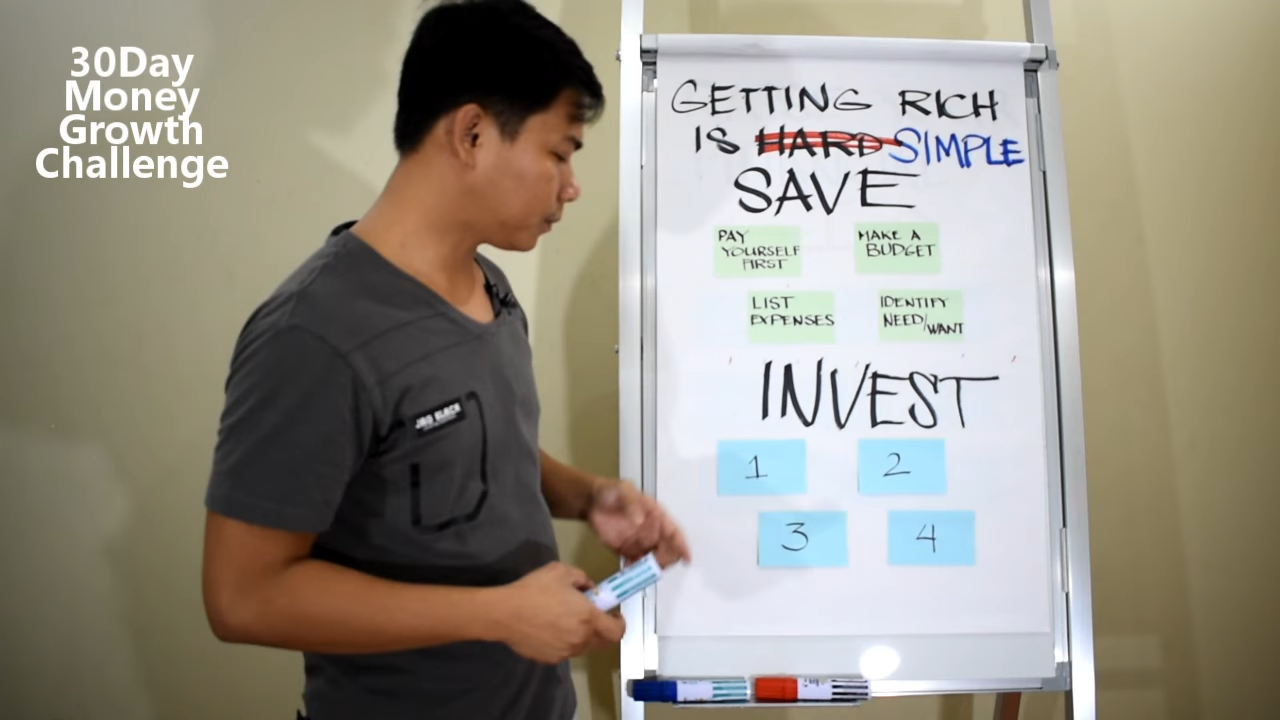 30Day
Money
Growth
Challenge
GETTING RICH
IS HARD SIMPLE
SAVE
PAY
YOURSELF
FIRST
MAKE A
BUDGET
LIST
EXPENSES
IDENTIFY
NEED/WANT
INVEST
1
2
3
4